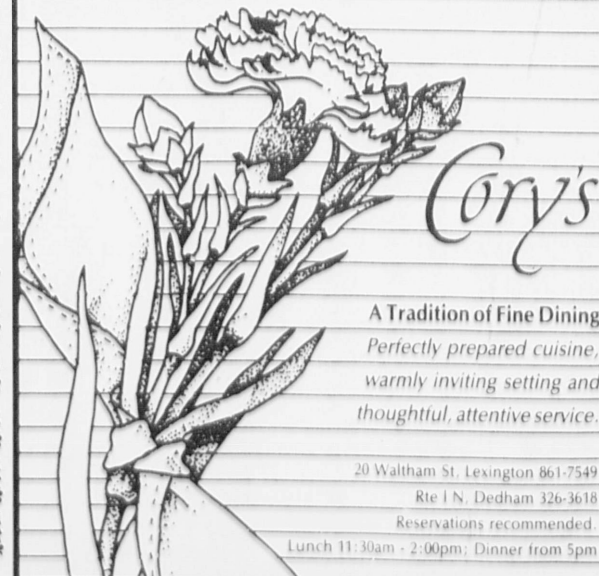 Cory's
A Tradition of Fine Dining
Perfectly prepared cuisine,
warmly inviting setting and
thoughtful, attentive service.
20 Waltham St. Lexington 861-7549
Rte 1 N. Dedham 326-3618
Reservations recommended.
Lunch 11:30am - 2:00pm; Dinner from 5pm